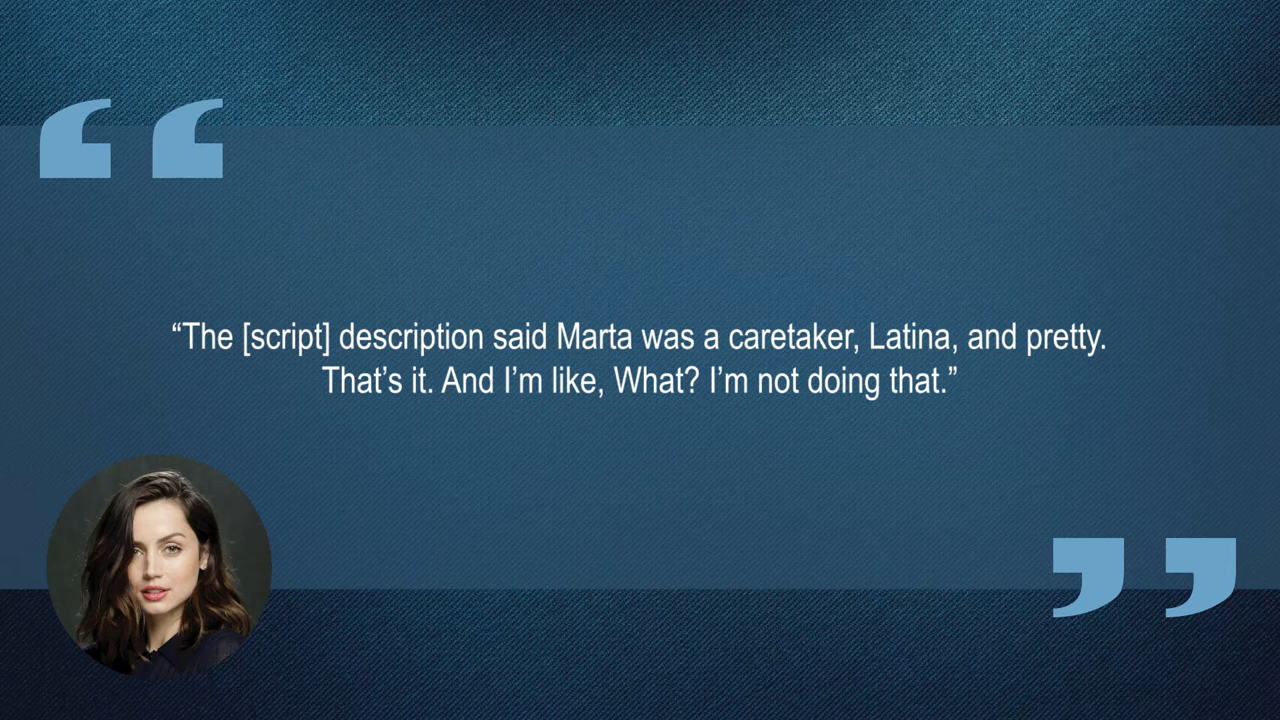 “The [script] description said Marta was a caretaker, Latina, and pretty.
That’s it. And I’m like, What? I’m not doing that.”